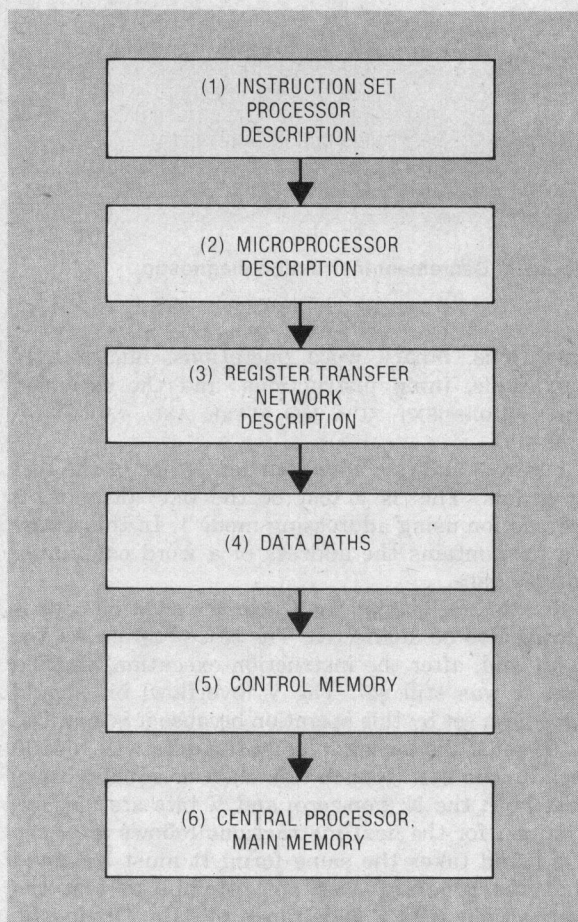 (1) INSTRUCTION SET
PROCESSOR
DESCRIPTION
(2) MICROPROCESSOR
DESCRIPTION
(3) REGISTER TRANSFER
NETWORK
DESCRIPTION
(4) DATA PATHS
(5) CONTROL MEMORY
(6) CENTRAL PROCESSOR,
MAIN MEMORY